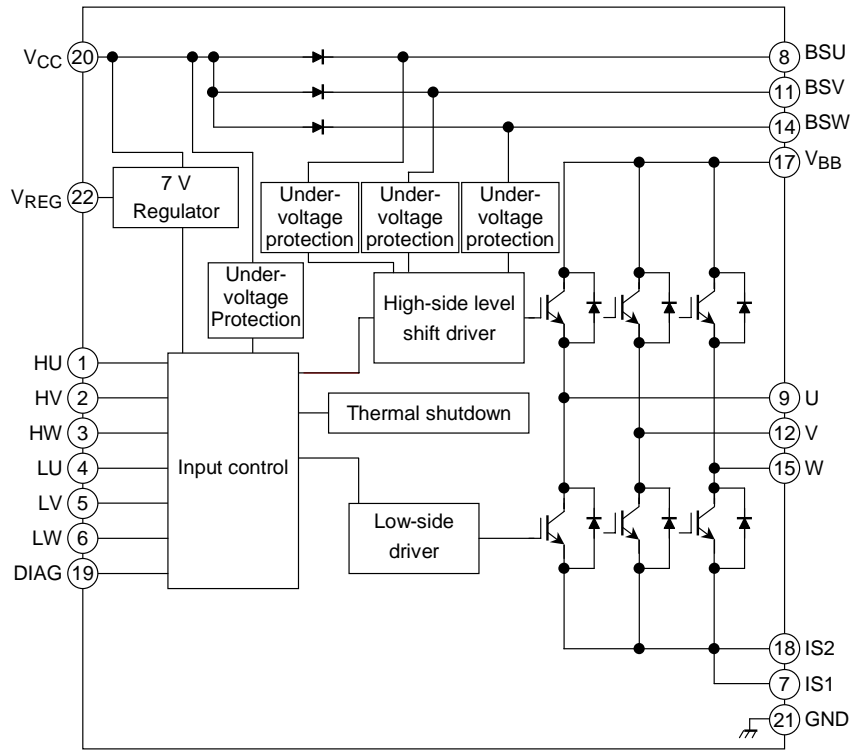 VCC 20
8 BSU
11 BSV
14 BSW
17 VBB
VREG 22
7 V
Regulator
Under-
voltage
protection
Under-
voltage
protection
Under-
voltage
protection
Under-
voltage
Protection
High-side level
shift driver
HU 1
HV 2
HW 3
LU 4
LV 5
LW 6
DIAG 19
Input control
Thermal shutdown
Low-side
driver
9 U
12 V
15 W
18 IS2
7 IS1
21 GND